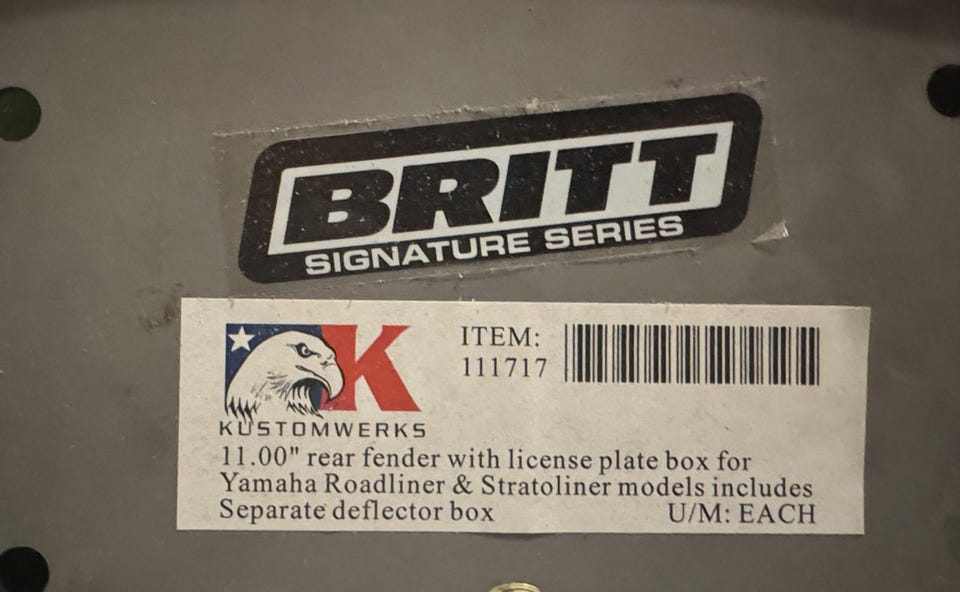 BRITT
SIGNATURE SERIES
K
ITEM:
111717
KUSTOMWERKS
11.00" rear fender with license plate box for
Yamaha Roadliner & Stratoliner models includes
Separate deflector box U/M: EACH